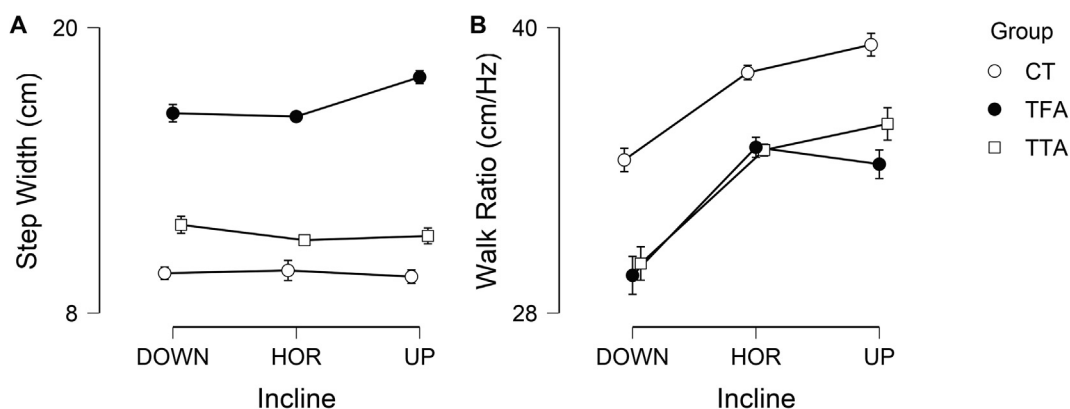 A
20
Step Width (cm)
8
DOWN HOR UP
Incline
B
40
Walk Ratio (cm/Hz)
28
DOWN HOR UP
Incline
Group
CT
TFA
TTA